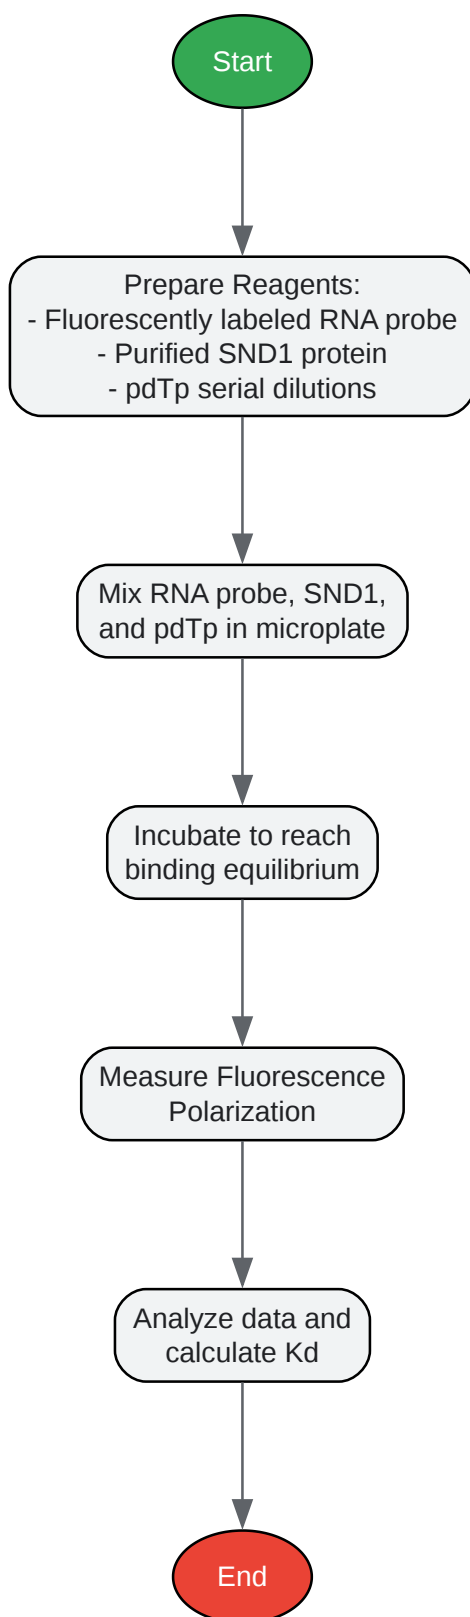 Start
Prepare Reagents:
- Fluorescently labeled RNA probe
- Purified SND1 protein
- pdTp serial dilutions
Mix RNA probe, SND1,
and pdTp in microplate
Incubate to reach
binding equilibrium
Measure Fluorescence
Polarization
Analyze data and
calculate Kd
End